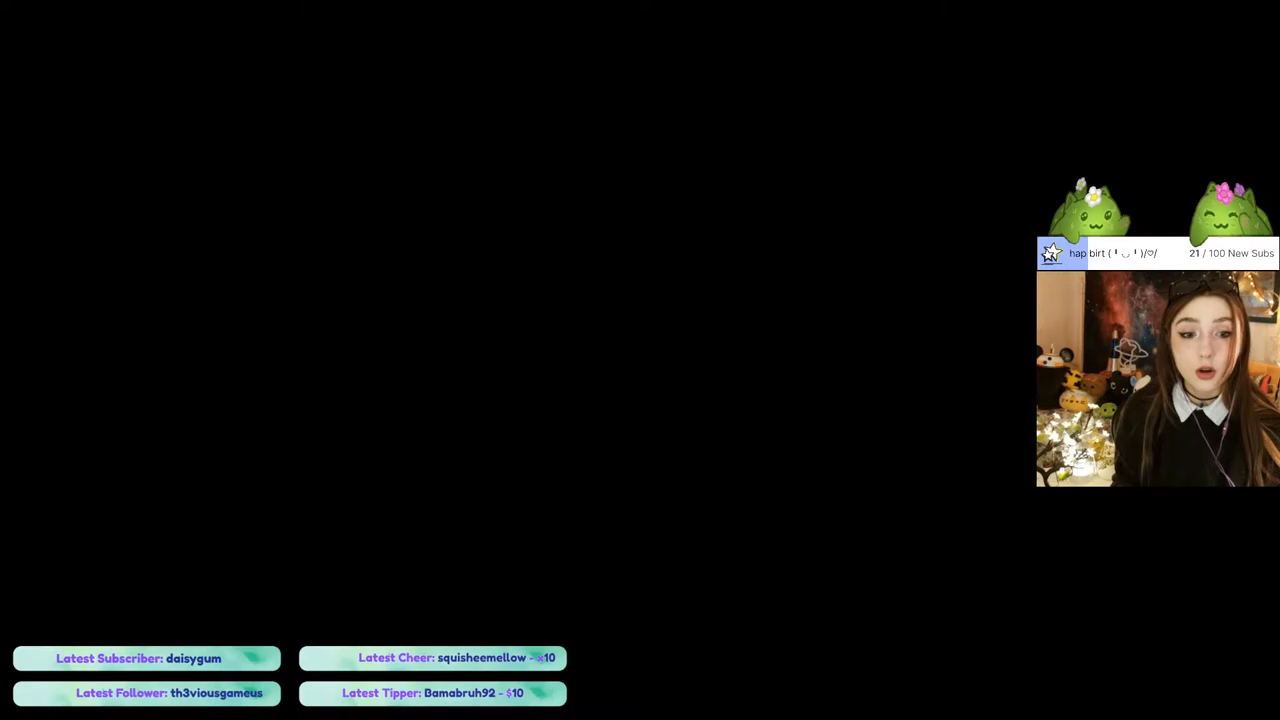 hap birt ( ╹ ◡ ╹ )/♡/ 21 / 100 New Subs
Latest Subscriber: daisygum
Latest Cheer: squisheemellow - x10
Latest Follower: th3viousgameus
Latest Tipper: Bamabruh92 - $10